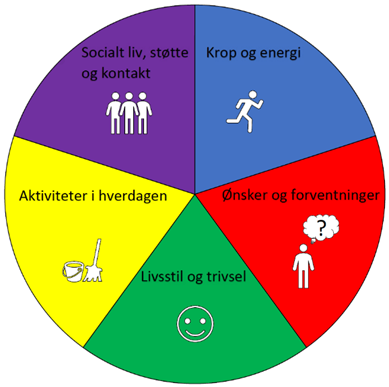 Socialt liv, støtte
og kontakt
Krop og energi
Aktiviteter i hverdagen
Ønsker og forventninger
?
Livsstil og trivsel